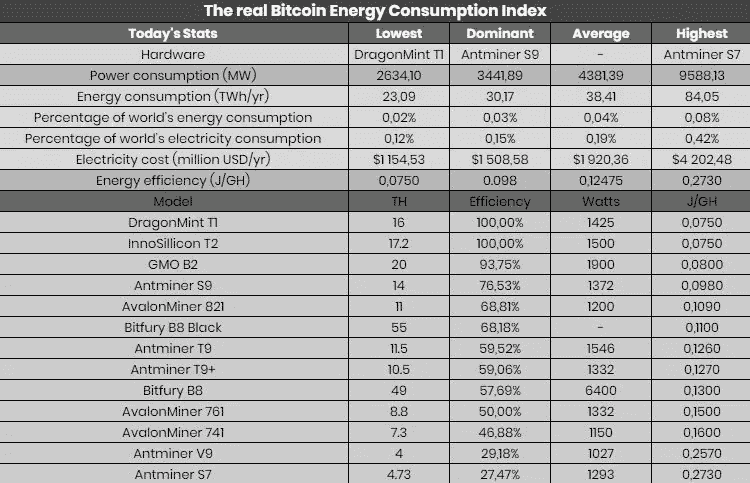 The real Bitcoin Energy Consumption Index
Today's Stats Lowest Dominant Average Highest
Hardware DragonMint T1 Antminer S9 - Antminer S7
Power consumption (MW) 2634,10 3441,89 4381,39 9588,13
Energy consumption (TWh/yr) 23,09 30,17 38,41 84,05
Percentage of world's energy consumption 0,02% 0,03% 0,04% 0,08%
Percentage of world's electricity consumption 0,12% 0,15% 0,19% 0,42%
Electricity cost (million USD/yr) $1 154,53 $1 508,58 $1 920,36 $4 202,48
Energy efficiency (J/GH) 0,0750 0.098 0,12475 0,2730
Model TH Efficiency Watts J/GH
DragonMint T1 16 100,00% 1425 0,0750
InnoSillicon T2 17.2 100,00% 1500 0,0750
GMO B2 20 93,75% 1900 0,0800
Antminer S9 14 76,53% 1372 0,0980
AvalonMiner 821 11 68,81% 1200 0,1090
Bitfury B8 Black 55 68,18% - 0,1100
Antminer T9 11.5 59,52% 1546 0,1260
Antminer T9+ 10.5 59,06% 1332 0,1270
Bitfury B8 49 57,69% 6400 0,1300
AvalonMiner 761 8.8 50,00% 1332 0,1500
AvalonMiner 741 7.3 46,88% 1150 0,1600
Antminer V9 4 29,18% 1027 0,2570
Antminer S7 4.73 27,47% 1293 0,2730